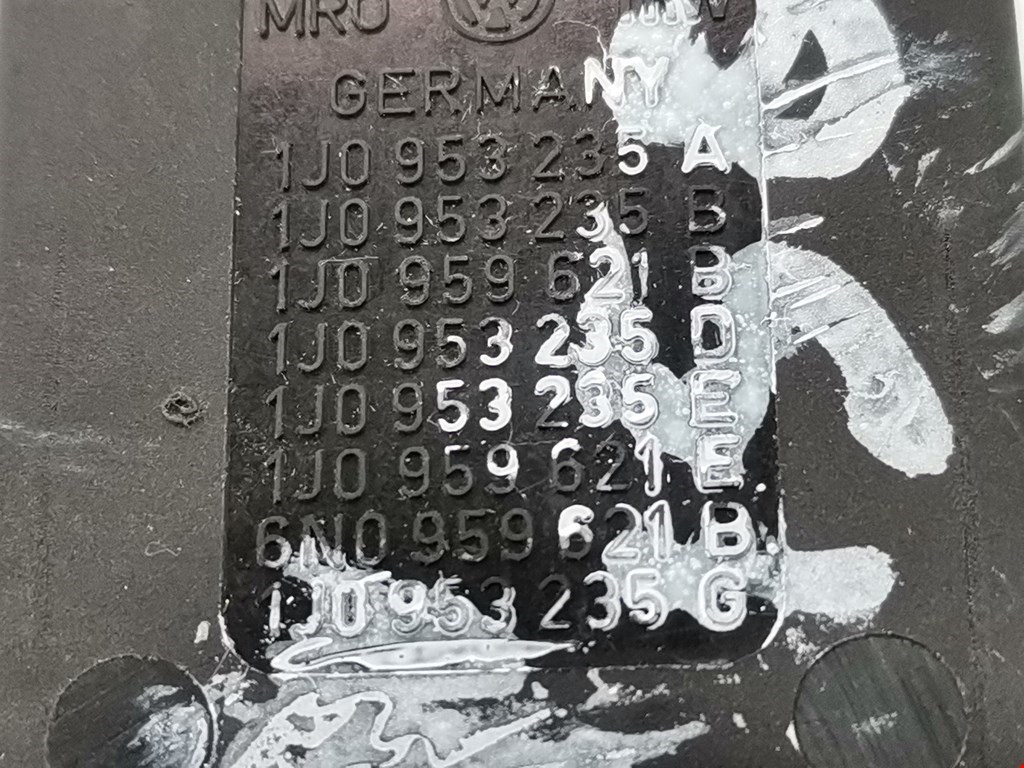 MRO
GERMANY
1J0 953 235 A
1J0 953 235 B
1J0 959 621 B
1J0 953 235 D
1J0 953 235 E
1J0 959 621 E
6N0 959 621 B
1J0 953 235 G